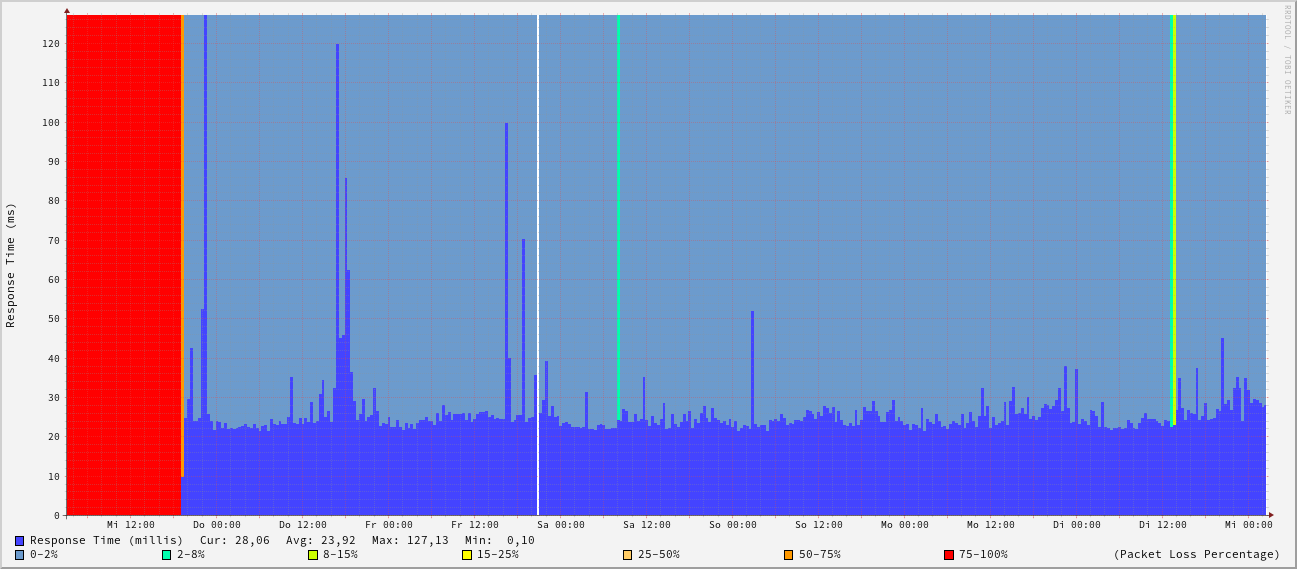 RRDTOOL / TOBI OETIKER
Response Time (ms)
120
110
100
90
80
70
60
50
40
30
20
10
0
Mi 12:00 Do 00:00 Do 12:00 Fr 00:00 Fr 12:00 Sa 00:00 Sa 12:00 So 00:00 So 12:00 Mo 00:00 Mo 12:00 Di 00:00 Di 12:00 Mi 00:00
Response Time (millis) Cur: 28,06 Avg: 23,92 Max: 127,13 Min: 0,10
0-2% 2-8% 8-15% 15-25% 25-50% 50-75% 75-100% (Packet Loss Percentage)